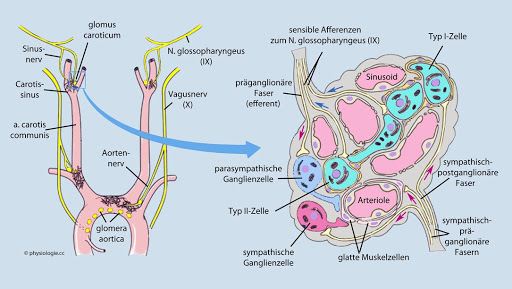 glomus
caroticum
Sinus-
nerv
N. glossopharyngeus
(IX)
Carotis-
sinus
Vagusnerv
(X)
a. carotis
communis
Aorten-
nerv
glomera
aortica
© physiologie.cc
sensible Afferenzen
zum N. glossopharyngeus (IX)
Typ I-Zelle
präganglionäre
Faser
(efferent)
Sinusoid
parasympathische
Ganglienzelle
Typ II-Zelle
sympathische
Ganglienzelle
Arteriole
glatte Muskelzellen
sympathisch-
postganglionäre
Faser
sympathisch-
prä-
ganglionäre
Fasern